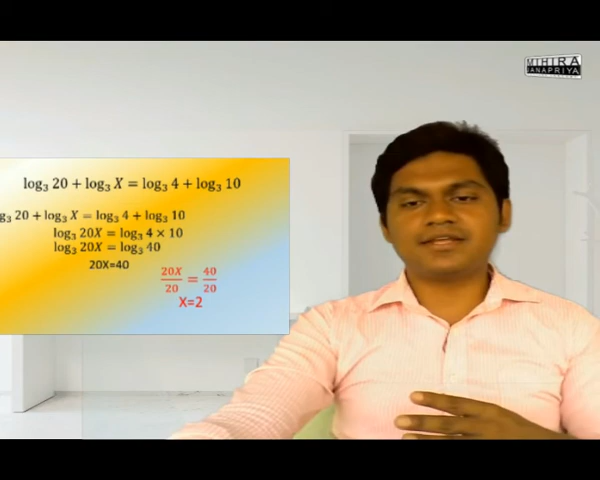 MIHIRA
JANAPRIYA
log₃ 20 + log₃ X = log₃ 4 + log₃ 10
log₃ 20 + log₃ X = log₃ 4 + log₃ 10
log₃ 20X = log₃ 4 × 10
log₃ 20X = log₃ 40
20X=40
20X/20 = 40/20
X=2